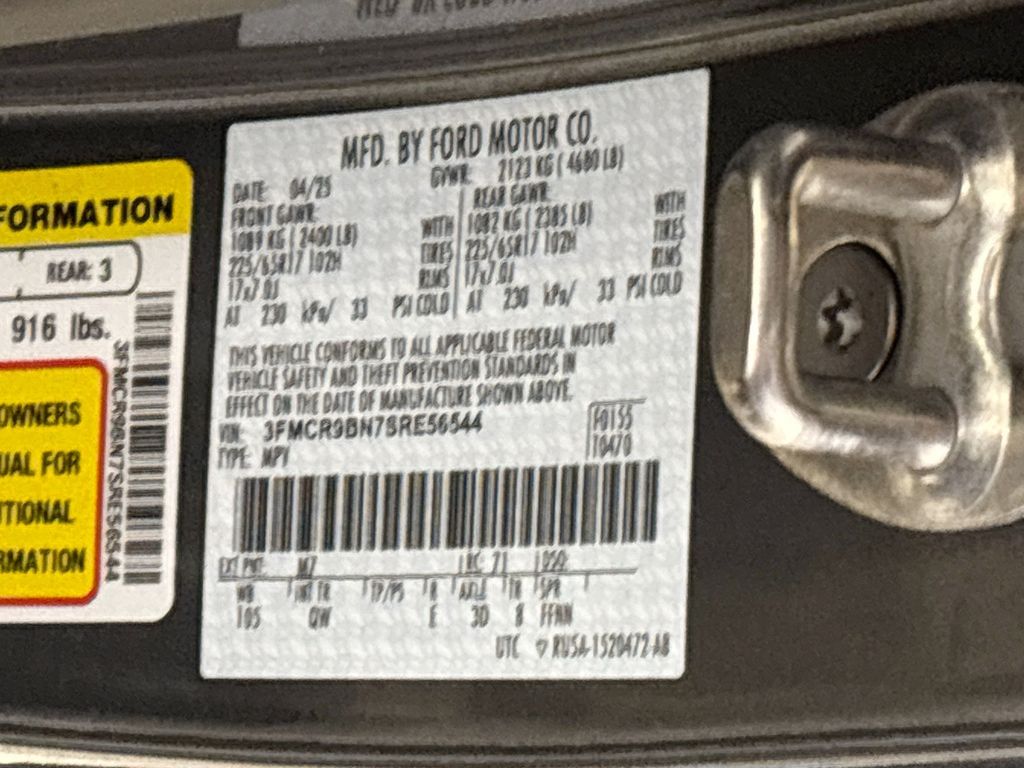 FORMATION
REAR: 3
916 lbs.
3FMCR9BN7SRE56544
OWNERS
UAL FOR
ITIONAL
RMATION
MFD. BY FORD MOTOR CO.
DATE: 04/25 GVWR: 2123 KG ( 4680 LB)
FRONT GAWR: REAR GAWR:
1089 KG ( 2400 LB) WITH 1082 KG ( 2385 LB) WITH
225/65R17 102H TIRES 225/65R17 102H TIRES
17x7.0J RIMS 17x7.0J RIMS
AT 230 kPa/ 33 PSI COLD AT 230 kPa/ 33 PSI COLD
THIS VEHICLE CONFORMS TO ALL APPLICABLE FEDERAL MOTOR
VEHICLE SAFETY AND THEFT PREVENTION STANDARDS IN
EFFECT ON THE DATE OF MANUFACTURE SHOWN ABOVE.
VIN: 3FMCR9BN7SRE56544 F0155
TYPE: MPV T0470
EXT PNT: M7 RC: 71 DSO:
WB INT TR TP/PS R AXLE TR SPR
105 QW E 3D 8 FFNN
UTC RU5A-1520472-AB